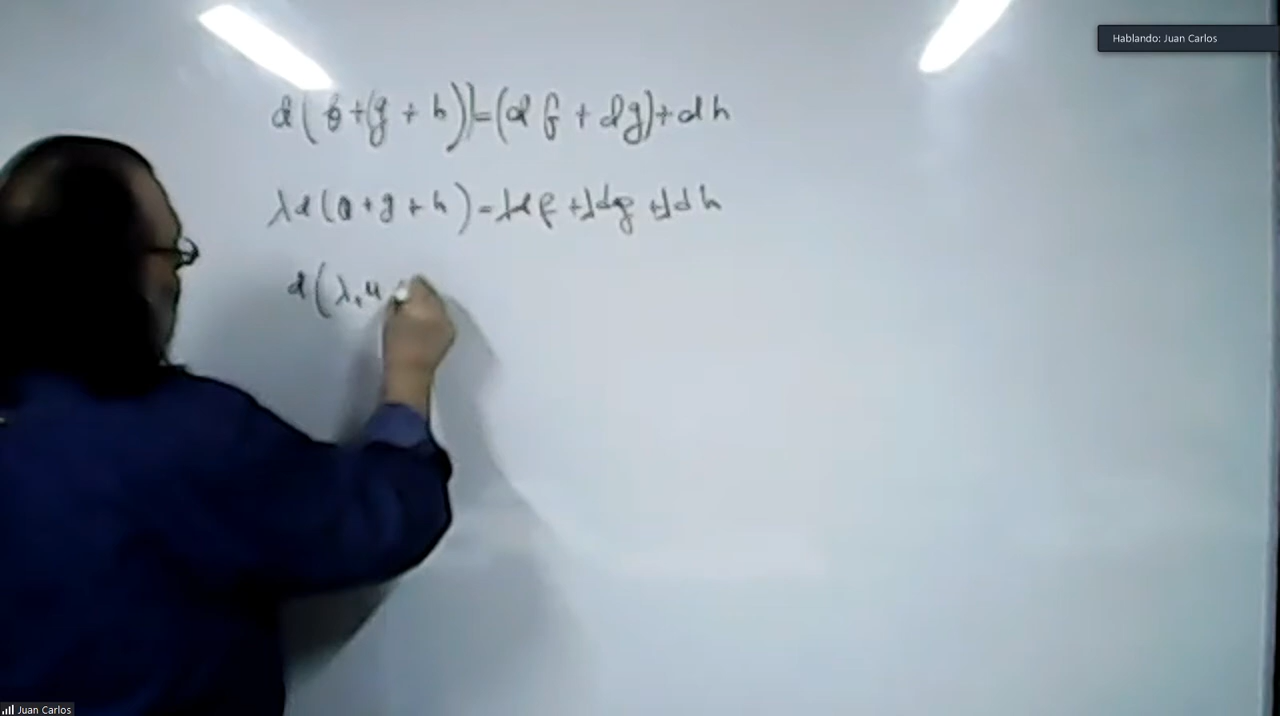 Hablando: Juan Carlos
d(f+(g+h))=(df+dg)+dh
λd(f+g+h)=λdf+λdg+λdh
d(λ₁u
Juan Carlos